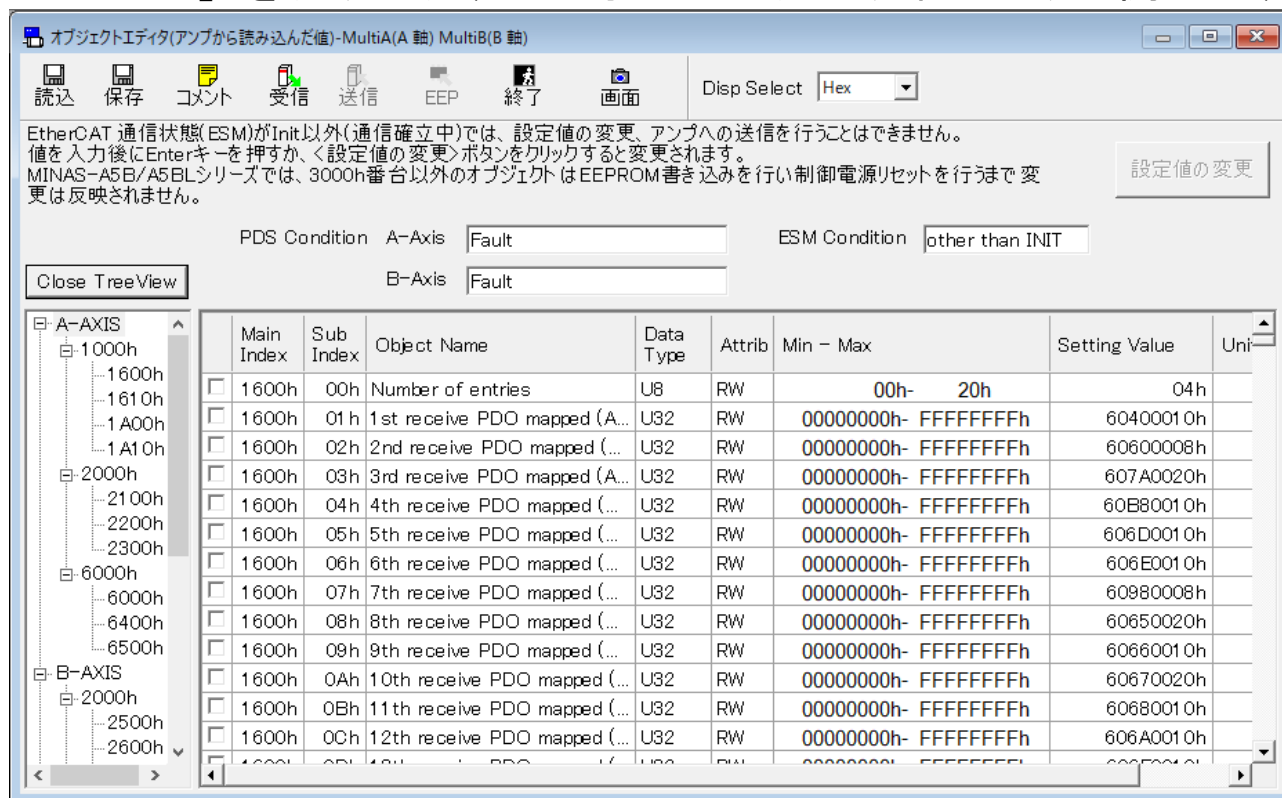 オブジェクトエディタ(アンプから読み込んだ値)-MultiA(A 軸) MultiB(B 軸)
読込 保存 コメント 受信 送信 EEP 終了 画面 Disp Select Hex
EtherCAT 通信状態(ESM)がInit以外(通信確立中)では、設定値の変更、アンプへの送信を行うことはできません。
値を入力後にEnterキーを押すか、<設定値の変更>ボタンをクリックすると変更されます。
MINAS-A5B/A5BLシリーズでは、3000h番台以外のオブジェクトはEEPROM書き込みを行い制御電源リセットを行うまで変
更は反映されません。
設定値の変更
PDS Condition A-Axis Fault ESM Condition other than INIT
Close TreeView B-Axis Fault
A-AXIS
1000h
1600h
1610h
1A00h
1A10h
2000h
2100h
2200h
2300h
6000h
6000h
6400h
6500h
B-AXIS
2000h
2500h
2600h
Main Index Sub Index Object Name Data Type Attrib Min - Max Setting Value Uni
1600h 00h Number of entries U8 RW 00h- 20h 04h
1600h 01h 1st receive PDO mapped (A... U32 RW 00000000h- FFFFFFFFh 60400010h
1600h 02h 2nd receive PDO mapped (... U32 RW 00000000h- FFFFFFFFh 60600008h
1600h 03h 3rd receive PDO mapped (A... U32 RW 00000000h- FFFFFFFFh 607A0020h
1600h 04h 4th receive PDO mapped (... U32 RW 00000000h- FFFFFFFFh 60B80010h
1600h 05h 5th receive PDO mapped (... U32 RW 00000000h- FFFFFFFFh 606D0010h
1600h 06h 6th receive PDO mapped (... U32 RW 00000000h- FFFFFFFFh 606E0010h
1600h 07h 7th receive PDO mapped (... U32 RW 00000000h- FFFFFFFFh 60980008h
1600h 08h 8th receive PDO mapped (... U32 RW 00000000h- FFFFFFFFh 60650020h
1600h 09h 9th receive PDO mapped (... U32 RW 00000000h- FFFFFFFFh 60660010h
1600h 0Ah 10th receive PDO mapped (... U32 RW 00000000h- FFFFFFFFh 60670020h
1600h 0Bh 11th receive PDO mapped (... U32 RW 00000000h- FFFFFFFFh 60680010h
1600h 0Ch 12th receive PDO mapped (... U32 RW 00000000h- FFFFFFFFh 606A0010h